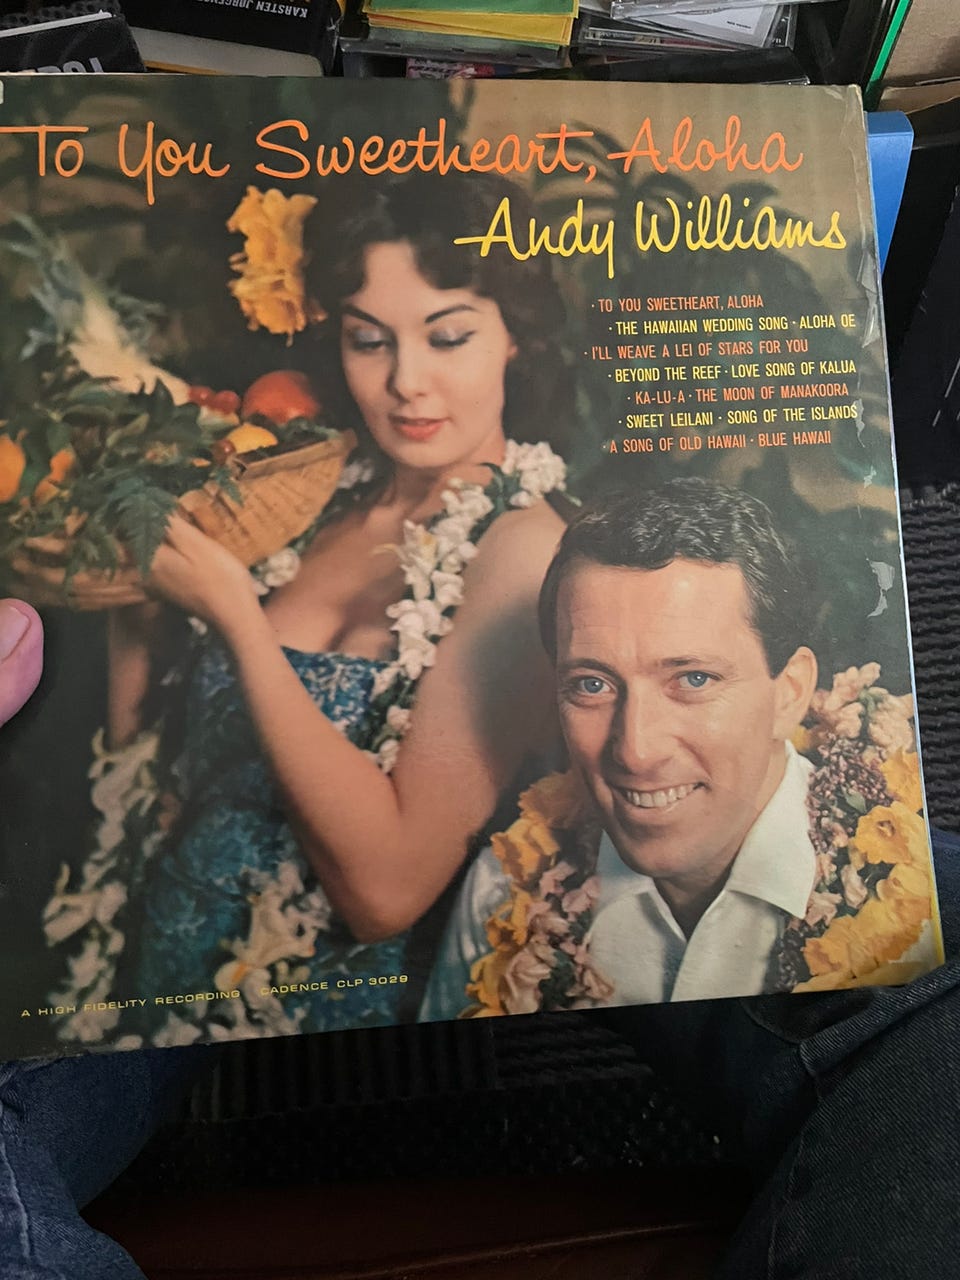 KARSTEN JØRGENS
To You Sweetheart, Aloha
Andy Williams
· TO YOU SWEETHEART, ALOHA
· THE HAWAIIAN WEDDING SONG · ALOHA OE
· I'LL WEAVE A LEI OF STARS FOR YOU
· BEYOND THE REEF · LOVE SONG OF KALUA
· KA-LU-A · THE MOON OF MANAKOORA
· SWEET LEILANI · SONG OF THE ISLANDS
· A SONG OF OLD HAWAII · BLUE HAWAII
A HIGH FIDELITY RECORDING CADENCE CLP 3029